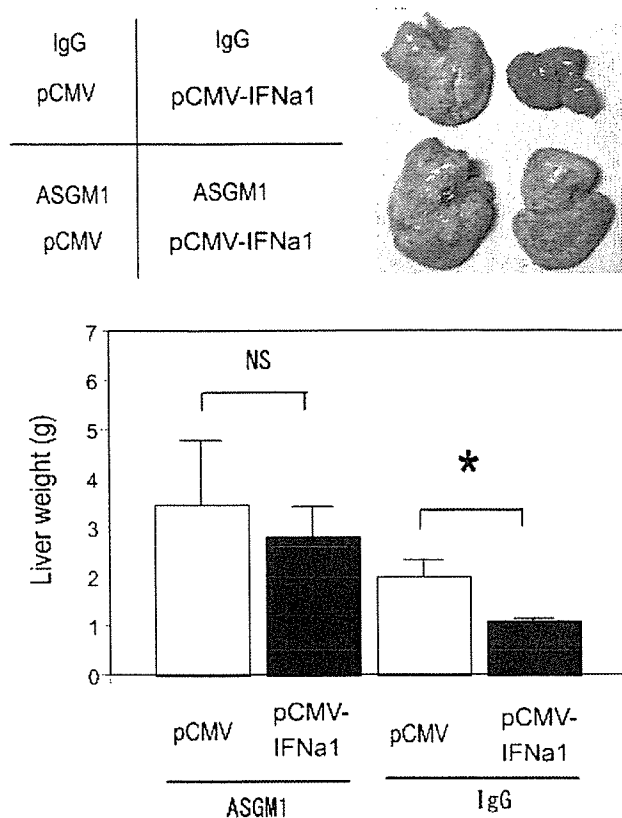 IgG IgG
pCMV pCMV-IFNa1
ASGM1 ASGM1
pCMV pCMV-IFNa1
7
NS
6
5
*
4
3
2
1
0
Liver weight (g)
pCMV pCMV-IFNa1 pCMV pCMV-IFNa1
ASGM1 IgG